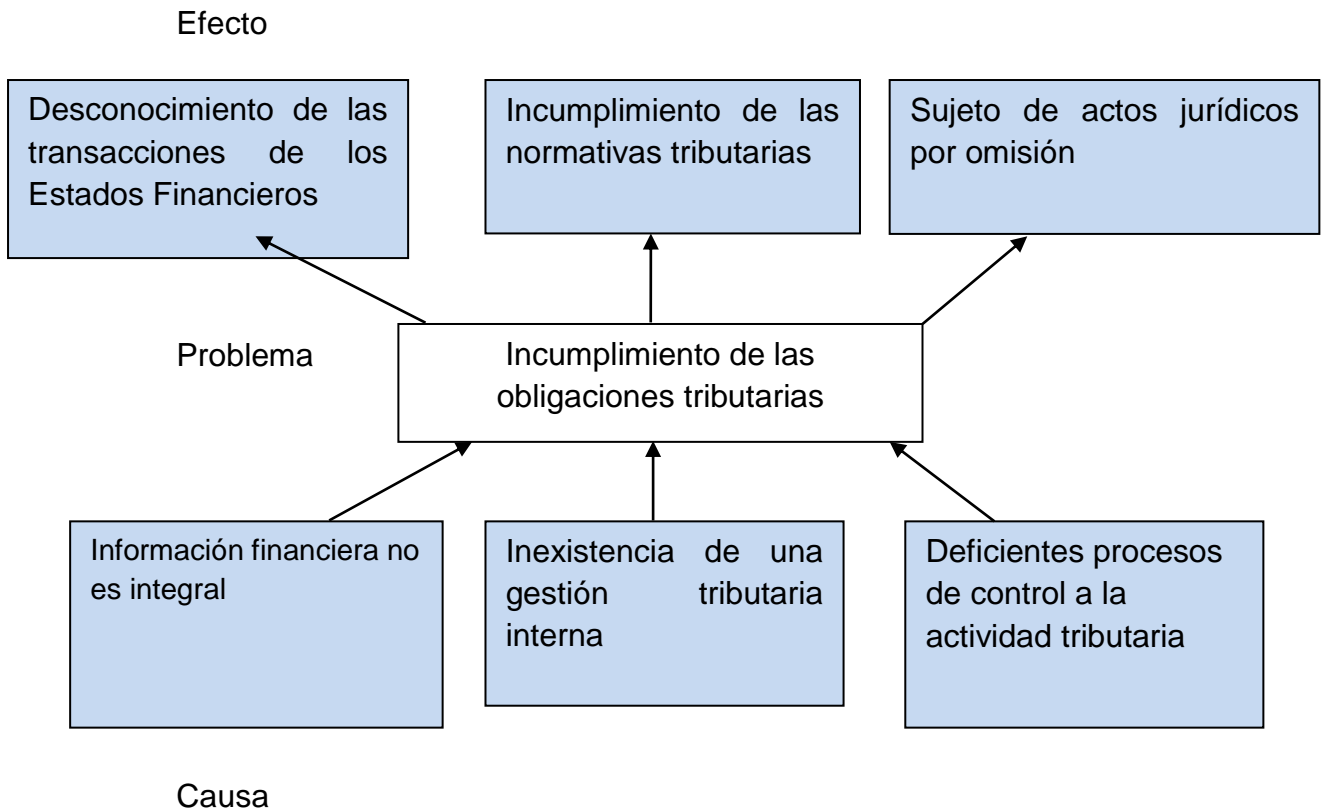 Efecto
Desconocimiento de las
transacciones de los
Estados Financieros
Incumplimiento de las
normativas tributarias
Sujeto de actos jurídicos
por omisión
Problema
Incumplimiento de las
obligaciones tributarias
Información financiera no
es integral
Inexistencia de una
gestión tributaria
interna
Deficientes procesos
de control a la
actividad tributaria
Causa